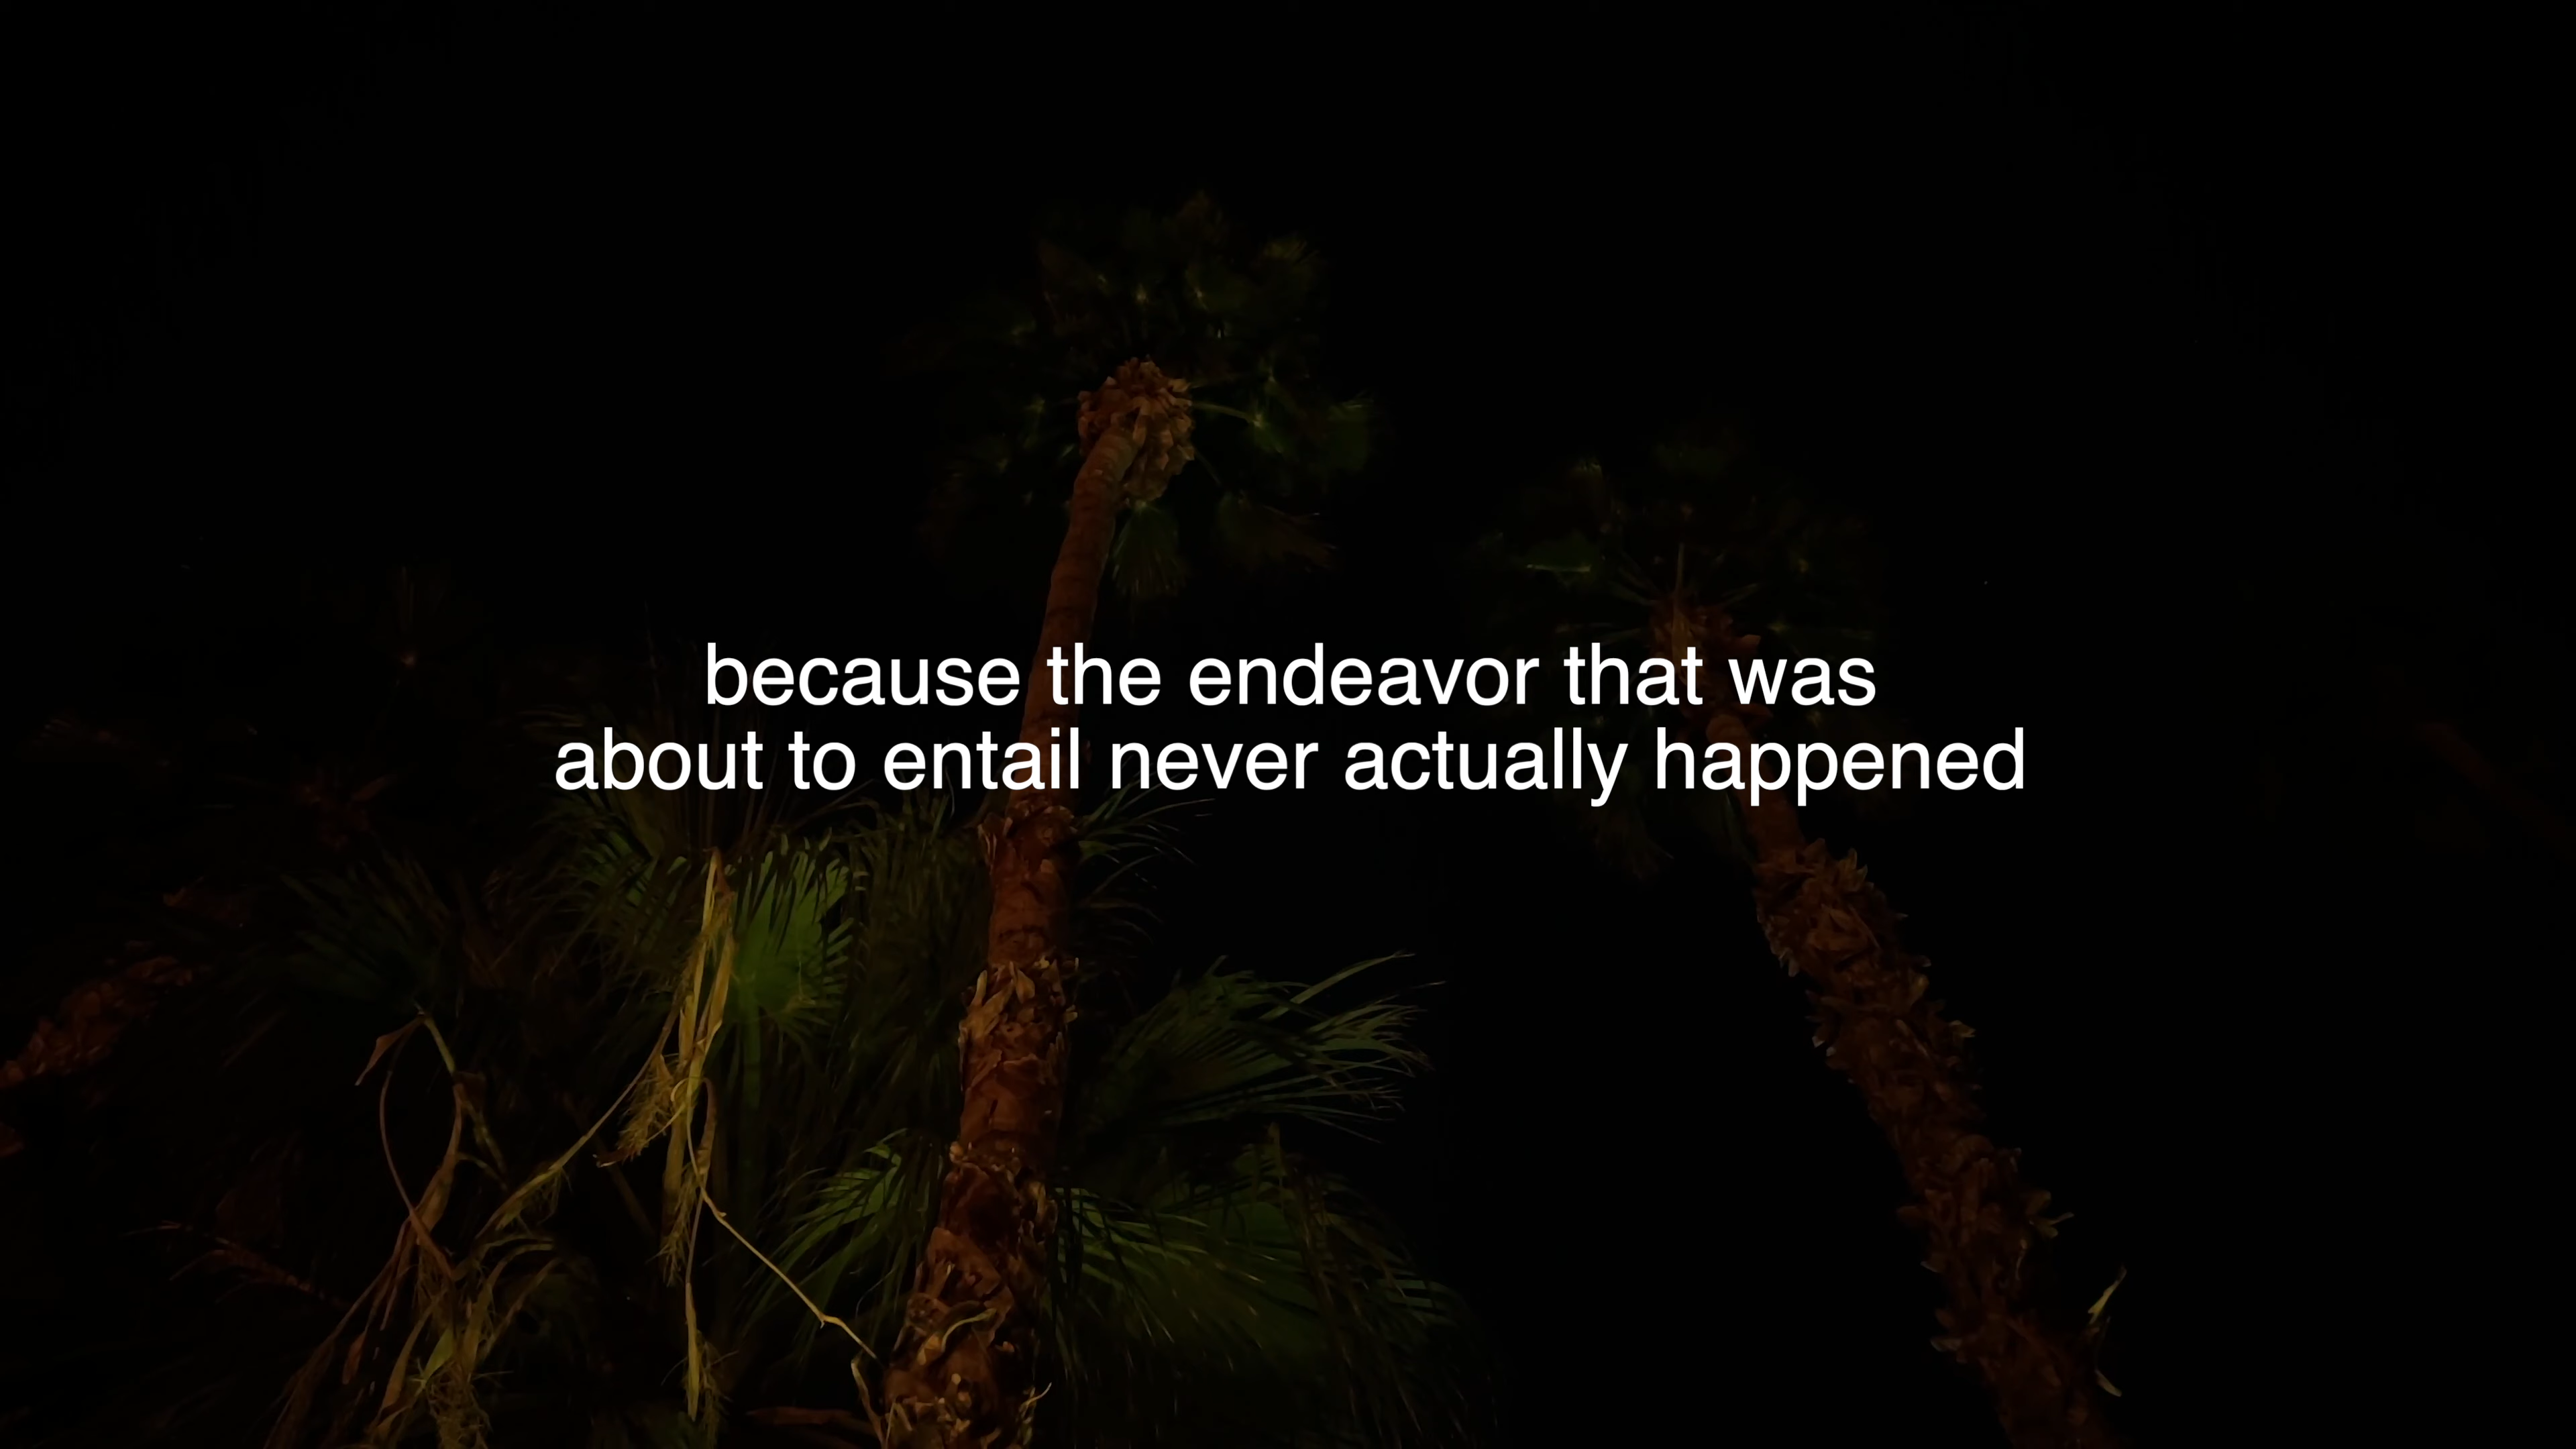 because the endeavor that was
about to entail never actually happened